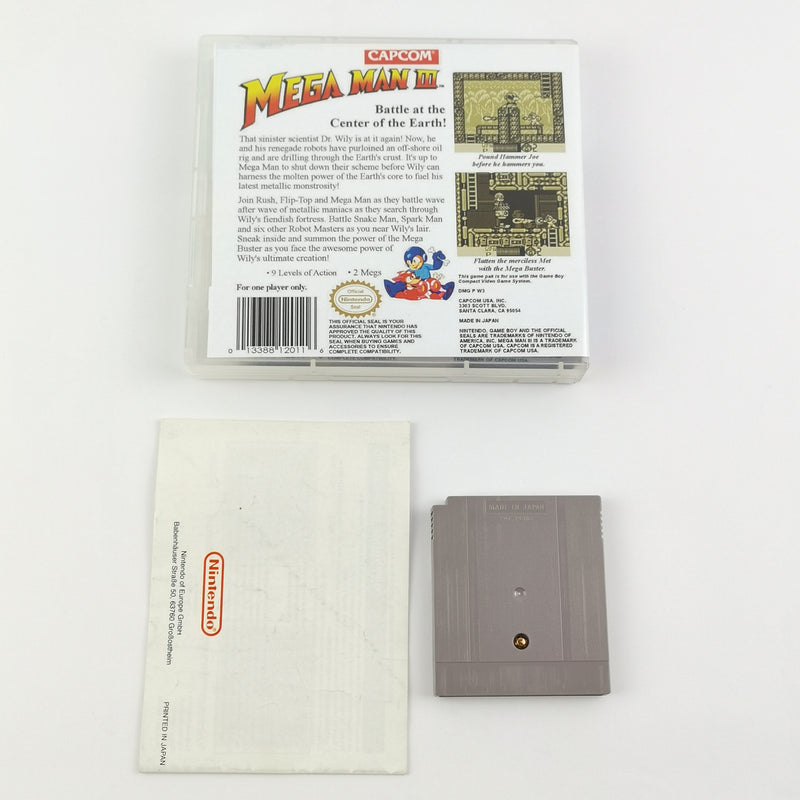 CAPCOM
MEGA MAN III™
Battle at the
Center of the Earth!
That sinister scientist Dr. Wily is at it again! Now, he
and his renegade robots have purloined an off-shore oil
rig and are drilling through the Earth's crust. It's up to
Mega Man to shut down their scheme before Wily can
harness the molten power of the Earth's core to fuel his
latest metallic monstrosity!
Join Rush, Flip-Top and Mega Man as they battle wave
after wave of metallic maniacs as they search through
Wily's fiendish fortress. Battle Snake Man, Spark Man
and six other Robot Masters as you near Wily's lair.
Sneak inside and summon the power of the Mega
Buster as you face the awesome power of
Wily's ultimate creation!
• 9 Levels of Action • 2 Megs
For one player only.
0 13388 12011 6
Official
Nintendo
Seal
THIS OFFICIAL SEAL IS YOUR
ASSURANCE THAT NINTENDO HAS
APPROVED THE QUALITY OF THIS
PRODUCT. ALWAYS LOOK FOR THIS
SEAL WHEN BUYING GAMES AND
ACCESSORIES TO ENSURE
COMPLETE COMPATIBILITY.
Pound Hammer Joe
before he hammers you.
Flatten the merciless Met
with the Mega Buster.
This game pak is for use with the Game Boy
Compact Video Game System.
DMG P W3
CAPCOM USA, INC.
3303 SCOTT BLVD.
SANTA CLARA, CA 95054
MADE IN JAPAN
NINTENDO, GAME BOY AND THE OFFICIAL
SEALS ARE TRADEMARKS OF NINTENDO OF
AMERICA, INC. MEGA MAN III IS A TRADEMARK
OF CAPCOM USA. CAPCOM IS A REGISTERED
TRADEMARK OF CAPCOM USA.
COMPLETE COMPATIBILITY.
TRADEMARK OF CAPCOM USA.
Nintendo
Nintendo of Europe GmbH
Babenhäuser Straße 50, 63760 Großostheim
PRINTED IN JAPAN
MADE IN JAPAN